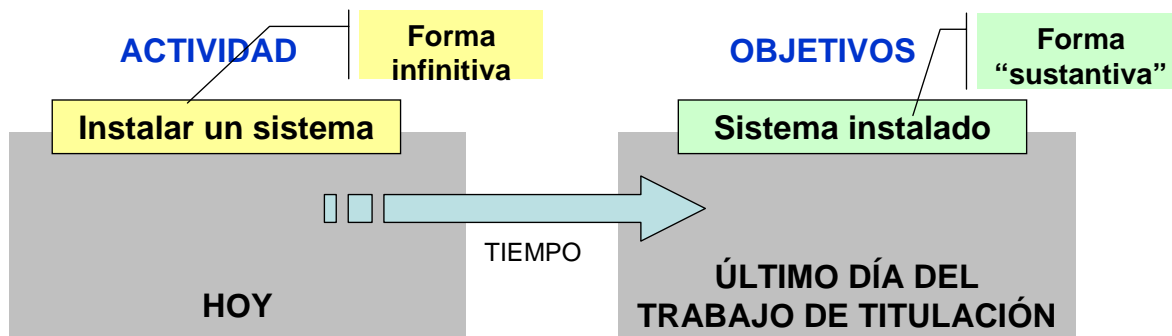 ACTIVIDAD
Forma
infinitiva
OBJETIVOS
Forma
“sustantiva”
Instalar un sistema
Sistema instalado
TIEMPO
HOY
ÚLTIMO DÍA DEL
TRABAJO DE TITULACIÓN